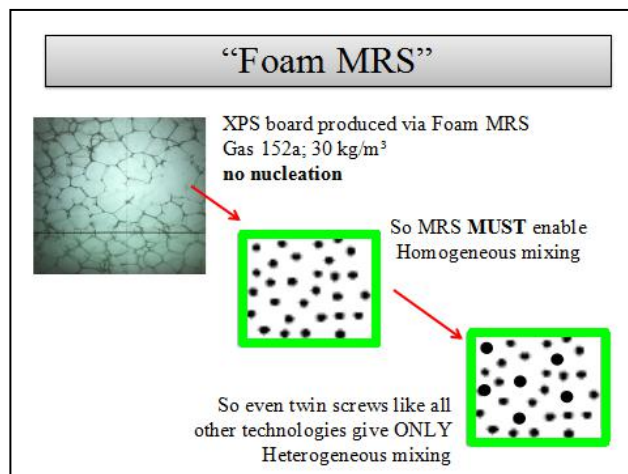 “Foam MRS”
XPS board produced via Foam MRS
Gas 152a; 30 kg/m³
no nucleation
So MRS MUST enable
Homogeneous mixing
So even twin screws like all
other technologies give ONLY
Heterogeneous mixing